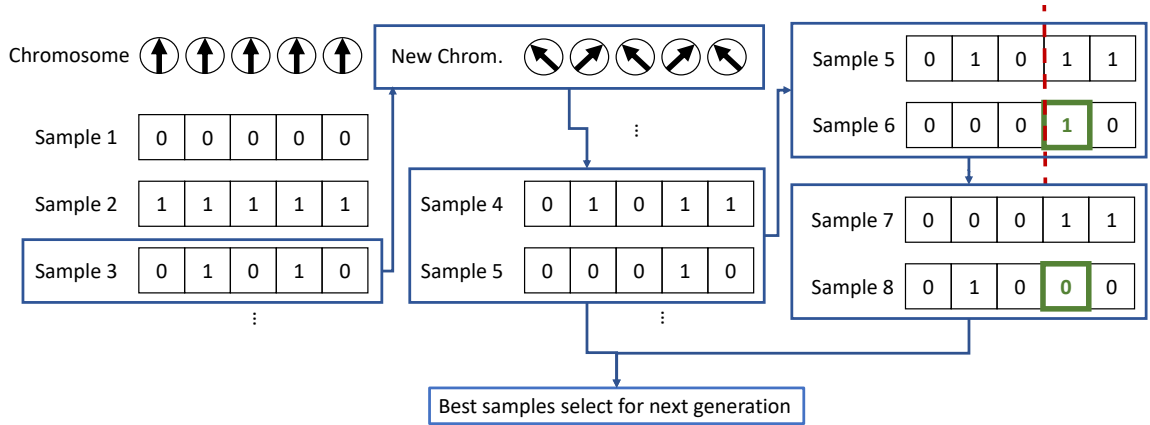 Chromosome
Sample 1 0 0 0 0 0
Sample 2 1 1 1 1 1
Sample 3 0 1 0 1 0
...
New Chrom.
...
Sample 4 0 1 0 1 1
Sample 5 0 0 0 1 0
...
Sample 5 0 1 0 1 1
Sample 6 0 0 0 1 0
Sample 7 0 0 0 1 1
Sample 8 0 1 0 0 0
Best samples select for next generation